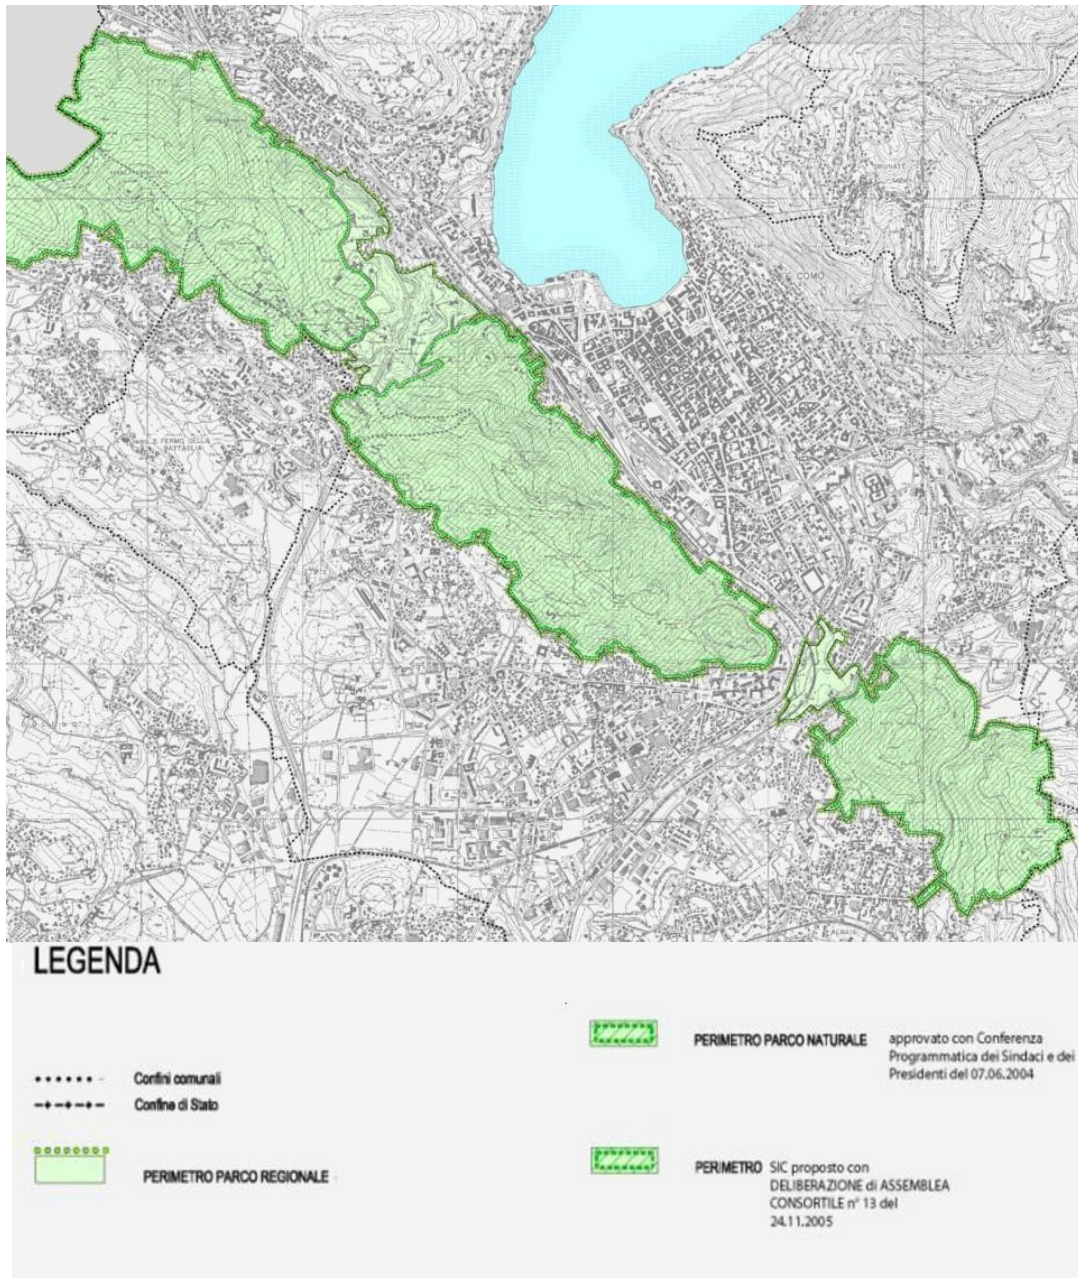 BRUNATE
COMO
S. FERMO DELLA
BATTAGLIA
ALBATE
LEGENDA
Confini comunali
Confine di Stato
PERIMETRO PARCO REGIONALE
PERIMETRO PARCO NATURALE
approvato con Conferenza
Programmatica dei Sindaci e dei
Presidenti del 07.06.2004
PERIMETRO
SIC proposto con
DELIBERAZIONE di ASSEMBLEA
CONSORTILE n° 13 del
24.11.2005